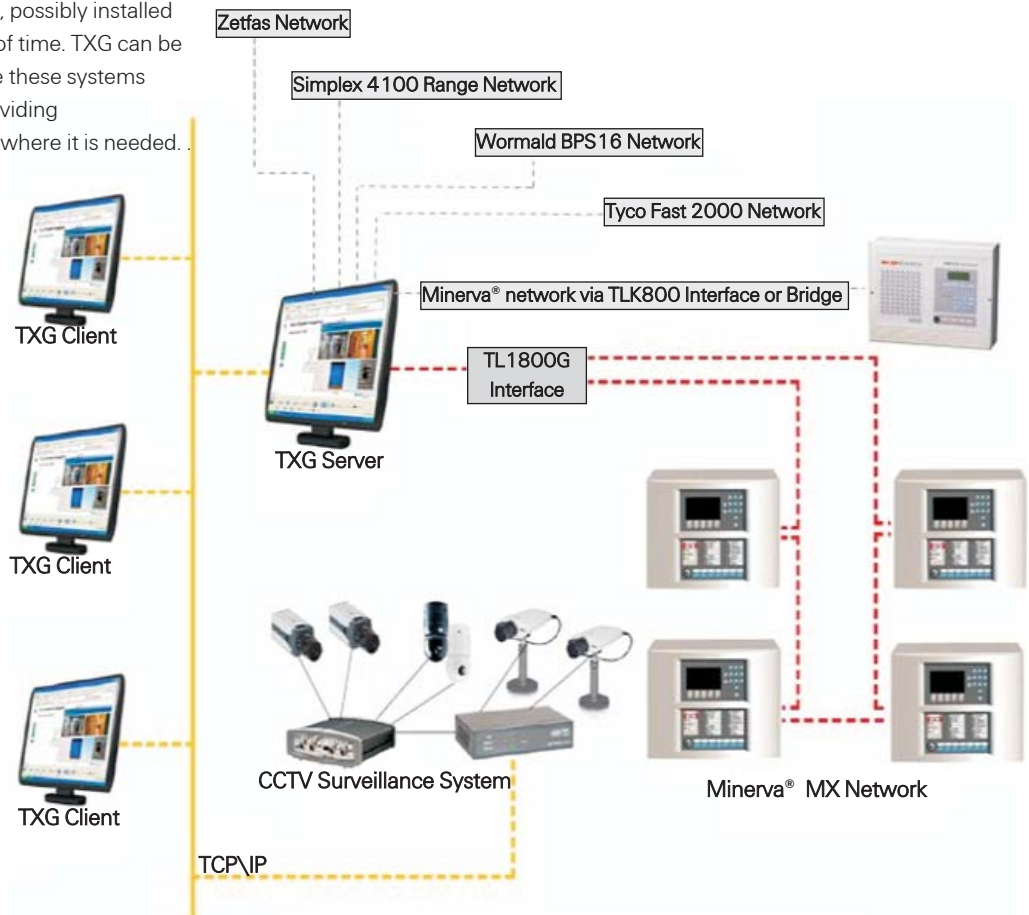 , possibly installed
of time. TXG can be
e these systems
viding
where it is needed. .
Zetfas Network
Simplex 4100 Range Network
Wormald BPS16 Network
Tyco Fast 2000 Network
Minerva® network via TLK800 Interface or Bridge
TXG Client
TL1800G
Interface
TXG Server
TXG Client
CCTV Surveillance System
Minerva® MX Network
TXG Client
TCP\IP